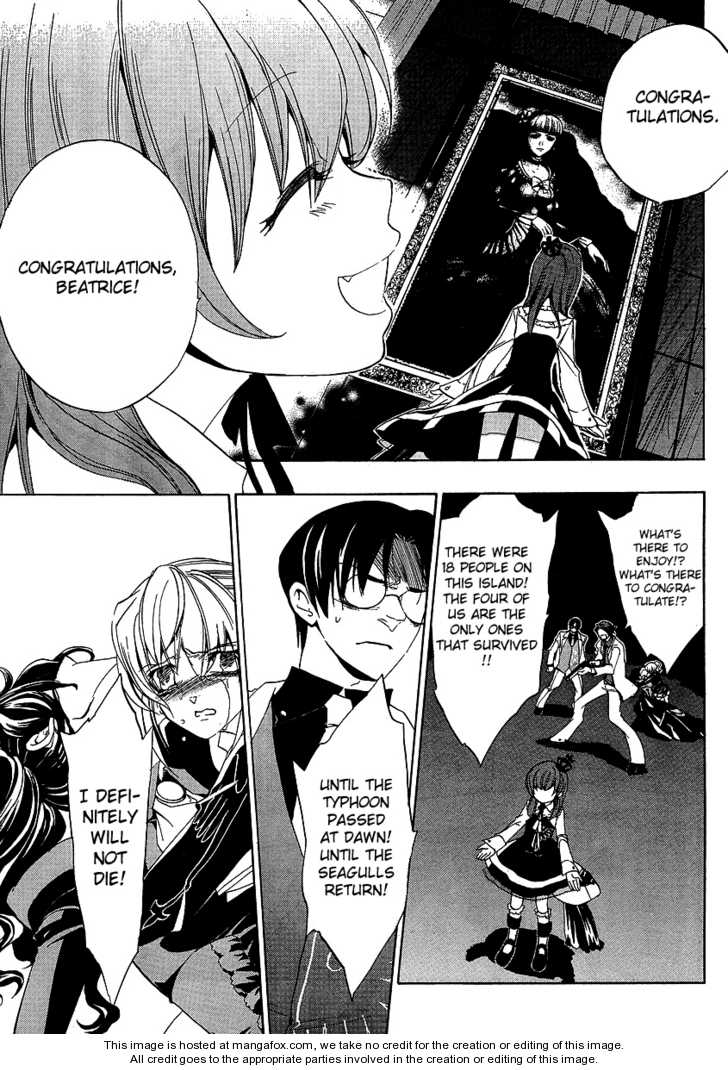 CONGRA-
TULATIONS.
CONGRATULATIONS,
BEATRICE!
WHAT'S
THERE TO
ENJOY!?
WHAT'S THERE
TO CONGRA-
TULATE!?
THERE WERE
18 PEOPLE ON
THIS ISLAND!
THE FOUR OF
US ARE THE
ONLY ONES
THAT SURVIVED
!!
UNTIL THE
TYPHOON
PASSED
AT DAWN!
UNTIL THE
SEAGULLS
RETURN!
I DEFI-
NITELY
WILL
NOT
DIE!
This image is hosted at mangafox.com, we take no credit for the creation or editing of this image.
All credit goes to the appropriate parties involved in the creation or editing of this image.